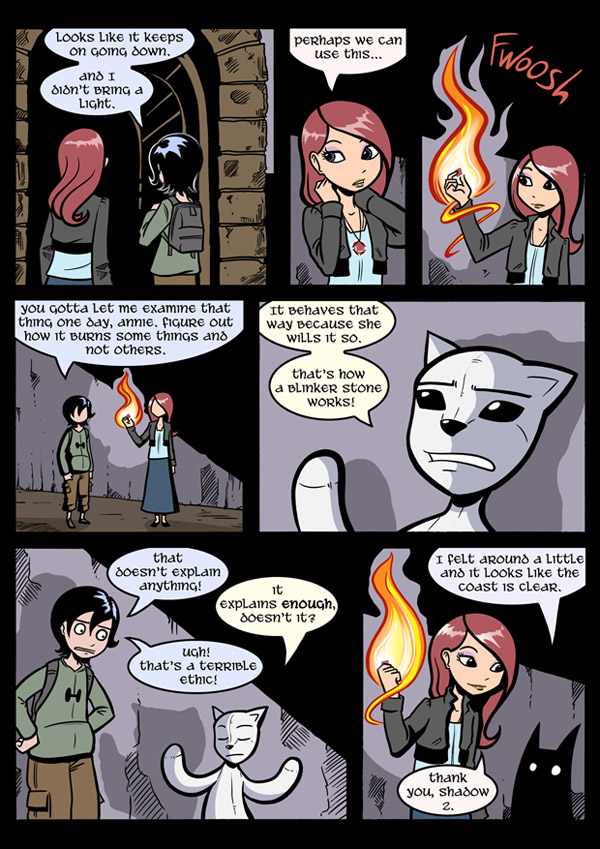 Looks like it keeps
on going down.
And I
didn't bring a
light.
Perhaps we can
use this...
Fwoosh
You gotta let me examine that
thing one day, Annie. Figure out
how it burns some things and
not others.
It behaves that
way because she
wills it so.
That's how
a blinker stone
works!
That
doesn't explain
anything!
It
explains enough,
doesn't it?
Ugh!
That's a terrible
ethic!
I felt around a little
and it looks like the
coast is clear.
Thank
you, Shadow
2.